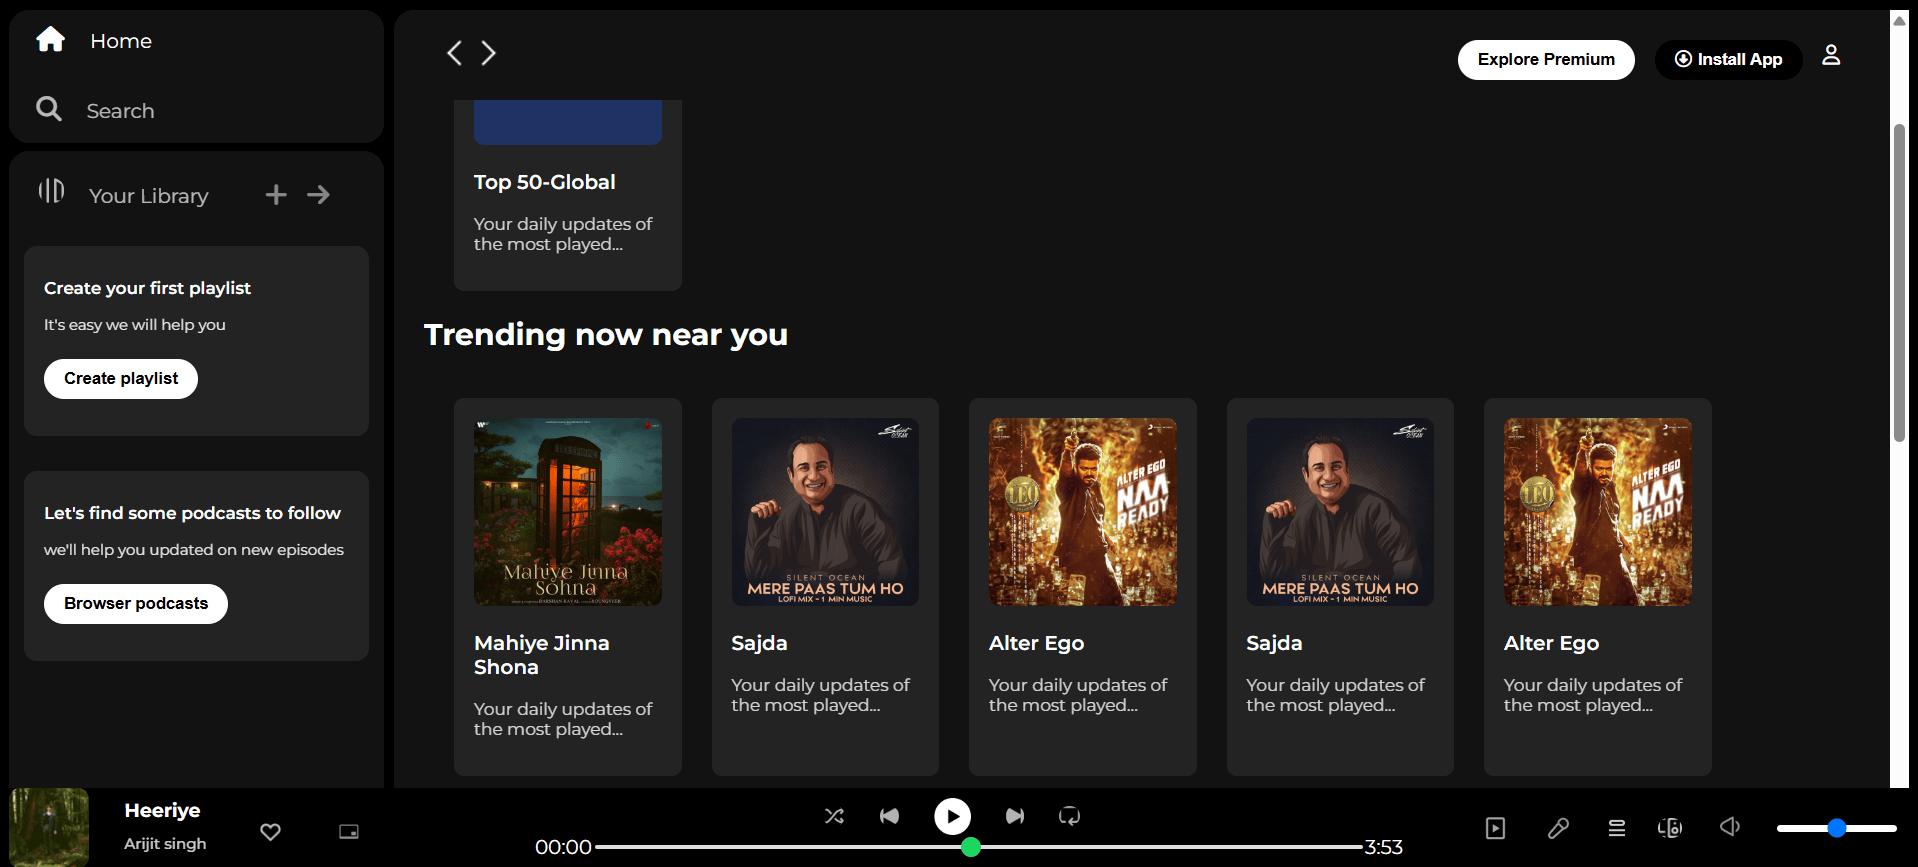 Home
Search
Your Library
Create your first playlist
It's easy we will help you
Create playlist
Let's find some podcasts to follow
we'll help you updated on new episodes
Browser podcasts
Explore Premium
Install App
Top 50-Global
Your daily updates of
the most played...
Trending now near you
Mahiye Jinna
Sohna
Mahiye Jinna
Shona
Your daily updates of
the most played...
SILENT OCEAN
MERE PAAS TUM HO
LOFI MIX - 1 MIN MUSIC
Sajda
Your daily updates of
the most played...
LEO
ALTER EGO
NAA
READY
Alter Ego
Your daily updates of
the most played...
SILENT OCEAN
MERE PAAS TUM HO
LOFI MIX - 1 MIN MUSIC
Sajda
Your daily updates of
the most played...
LEO
ALTER EGO
NAA
READY
Alter Ego
Your daily updates of
the most played...
Heeriye
Arijit singh
00:00
3:53